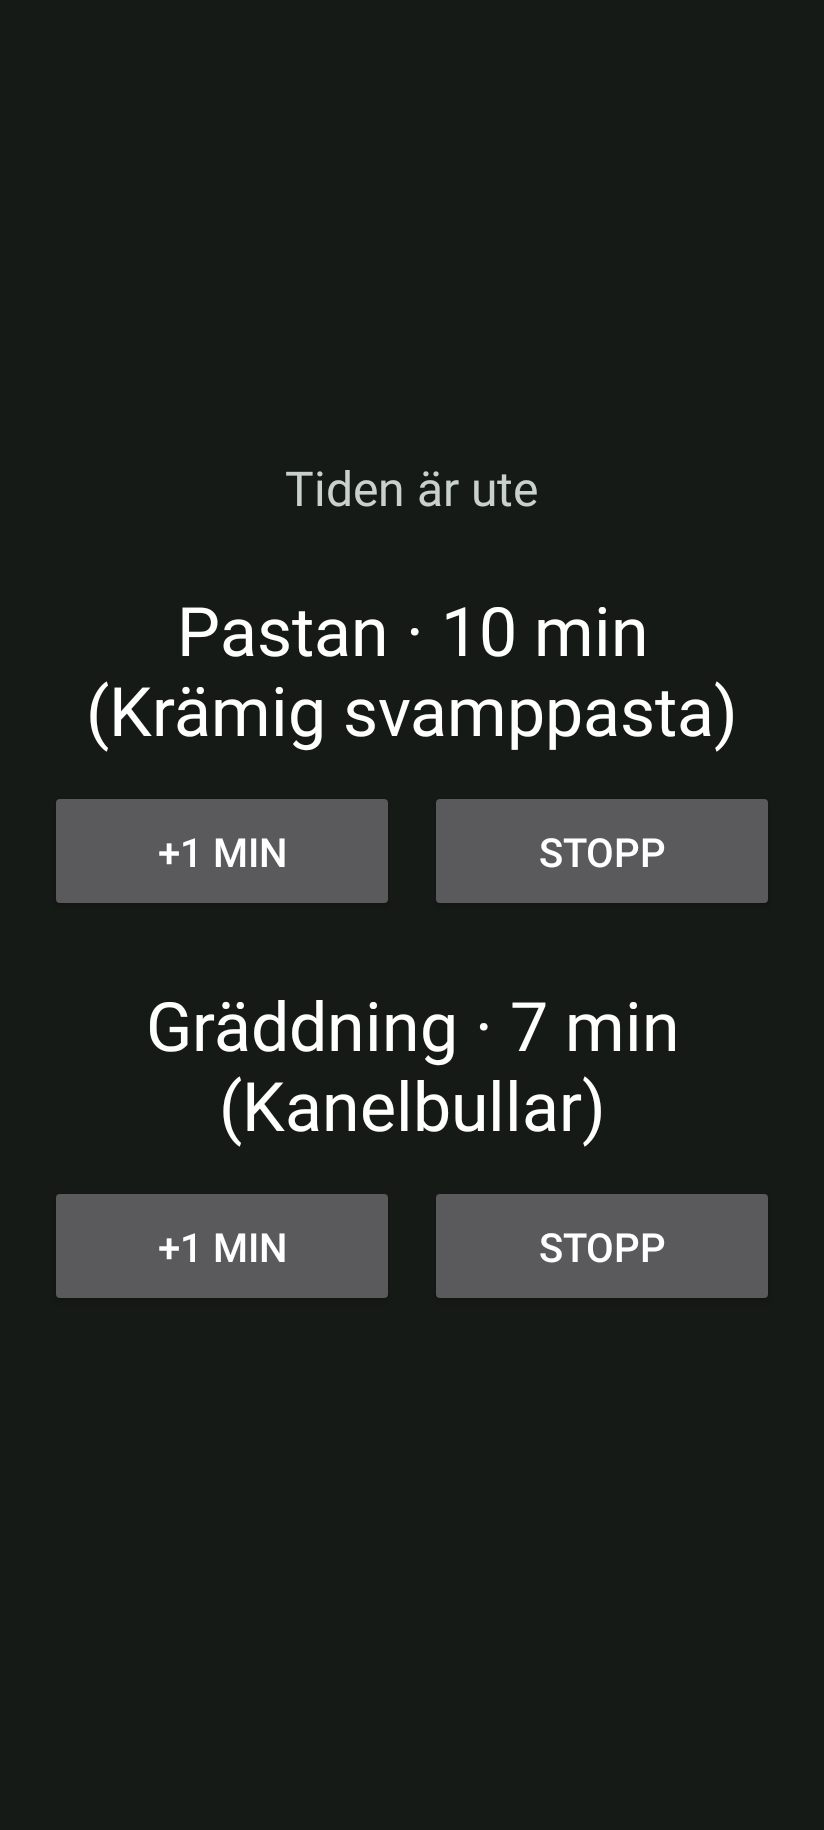 Tiden är ute
Pastan · 10 min
(Krämig svamppasta)
+1 MIN
STOPP
Gräddning · 7 min
(Kanelbullar)
+1 MIN
STOPP